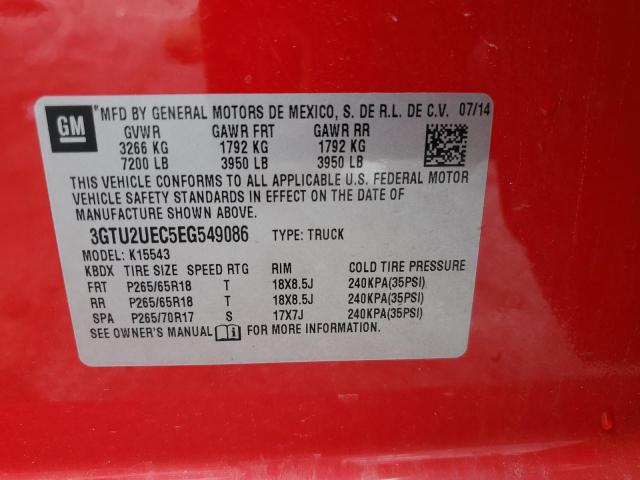 GM
*MFD BY GENERAL MOTORS DE MEXICO, S. DE R.L. DE C.V. 07/14
GVWR GAWR FRT GAWR RR
3266 KG 1792 KG 1792 KG
7200 LB 3950 LB 3950 LB
THIS VEHICLE CONFORMS TO ALL APPLICABLE U.S. FEDERAL MOTOR
VEHICLE SAFETY STANDARDS IN EFFECT ON THE DATE OF
MANUFACTURE SHOWN ABOVE.
3GTU2UEC5EG549086 TYPE: TRUCK
MODEL: K15543
KBDX TIRE SIZE SPEED RTG RIM COLD TIRE PRESSURE
FRT P265/65R18 T 18X8.5J 240KPA(35PSI)
RR P265/65R18 T 18X8.5J 240KPA(35PSI)
SPA P265/70R17 S 17X7J 240KPA(35PSI)
SEE OWNER'S MANUAL FOR MORE INFORMATION.